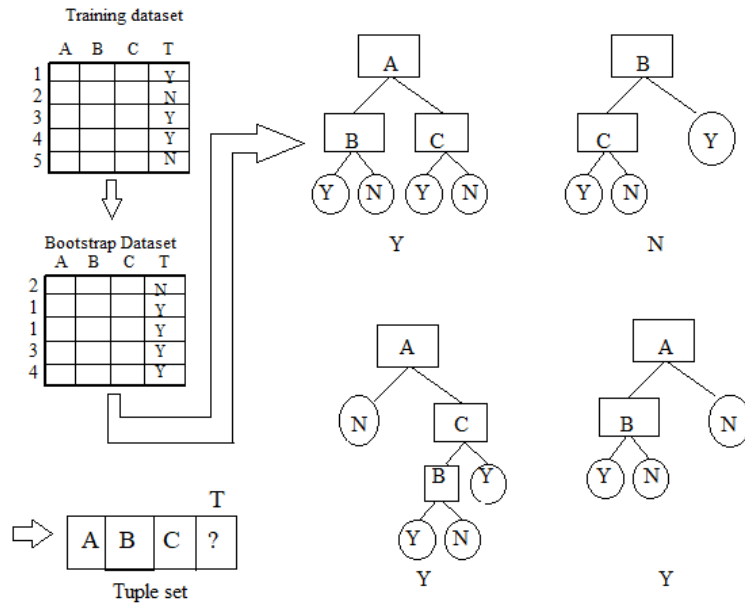 Training dataset
A B C T
1 Y
2 N
3 Y
4 Y
5 N
Bootstrap Dataset
A B C T
2 N
1 Y
1 Y
3 Y
4 Y
T
A B C ?
Tuple set
A
B C
Y N Y N
Y
B
C Y
Y N
N
A
N C
B Y
Y N
Y
A
B N
Y N
Y